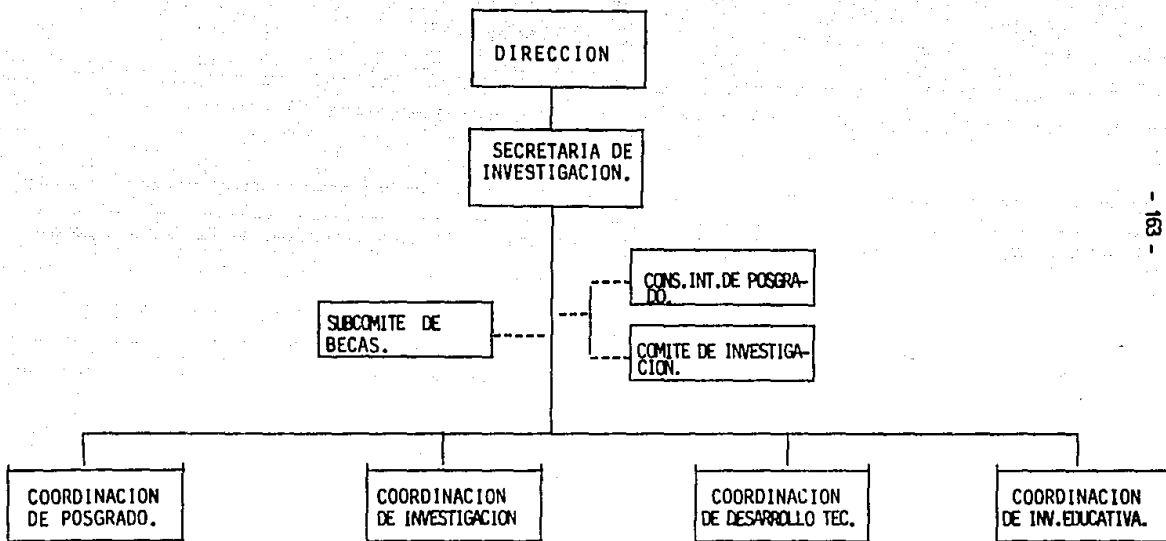 DIRECCION
SECRETARIA DE
INVESTIGACION.
- 163 -
CONS.INT.DE POSGRA-
DO.
SUBCOMITE DE
BECAS.
COMITE DE INVESTIGA-
CION.
COORDINACION
DE POSGRADO.
COORDINACION
DE INVESTIGACION
COORDINACION
DE DESARROLLO TEC.
COORDINACION
DE INV.EDUCATIVA.